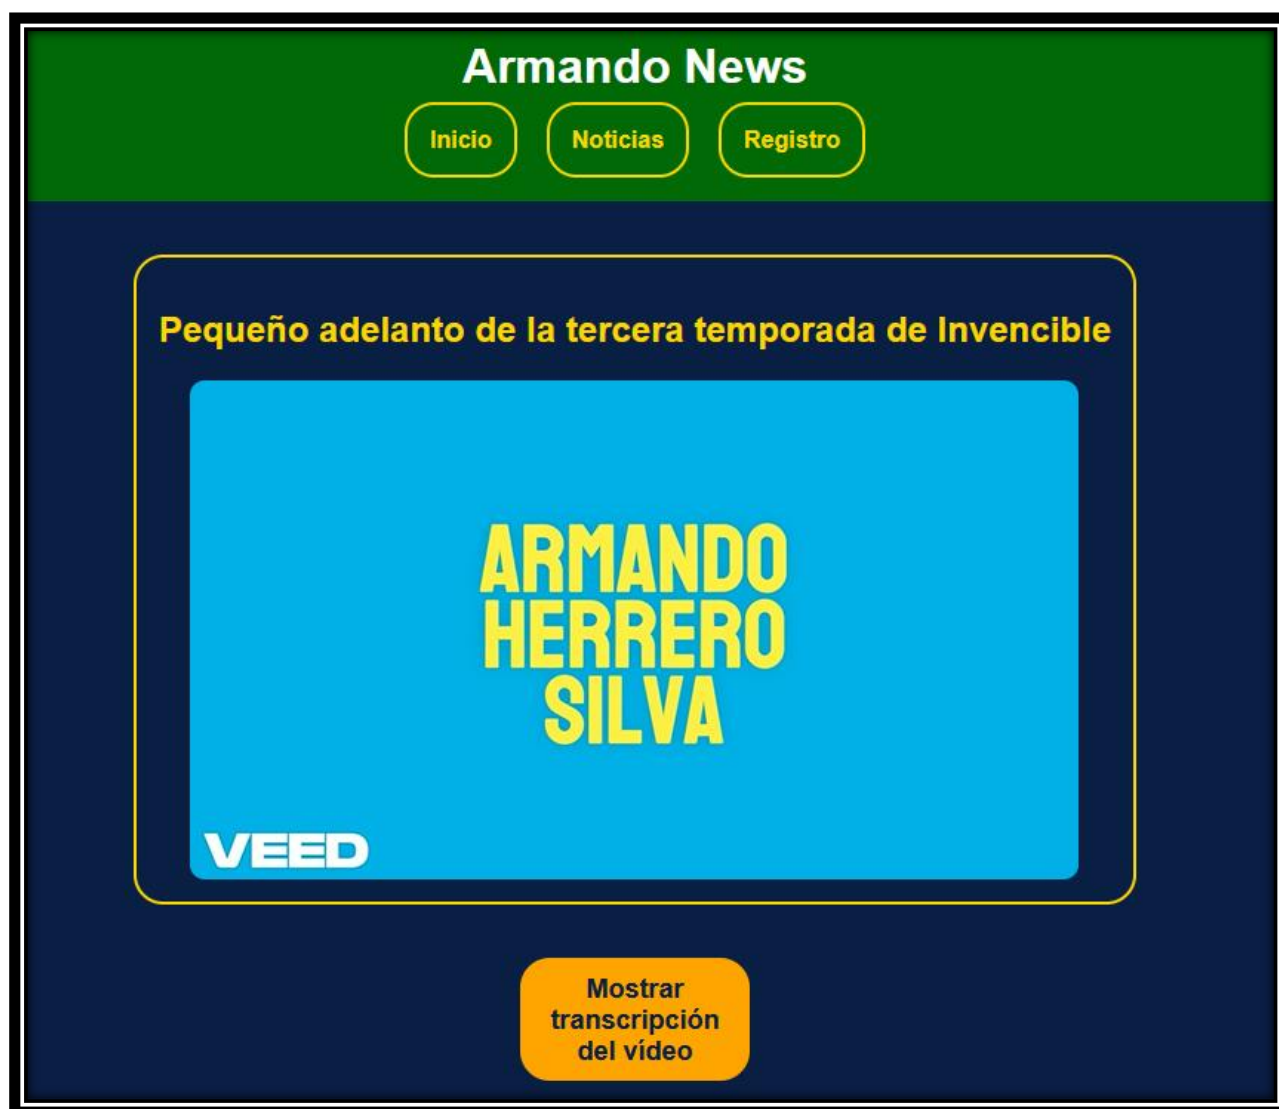 Armando News
Inicio Noticias Registro
Pequeño adelanto de la tercera temporada de Invencible
ARMANDO
HERRERO
SILVA
VEED
Mostrar
transcripción
del vídeo